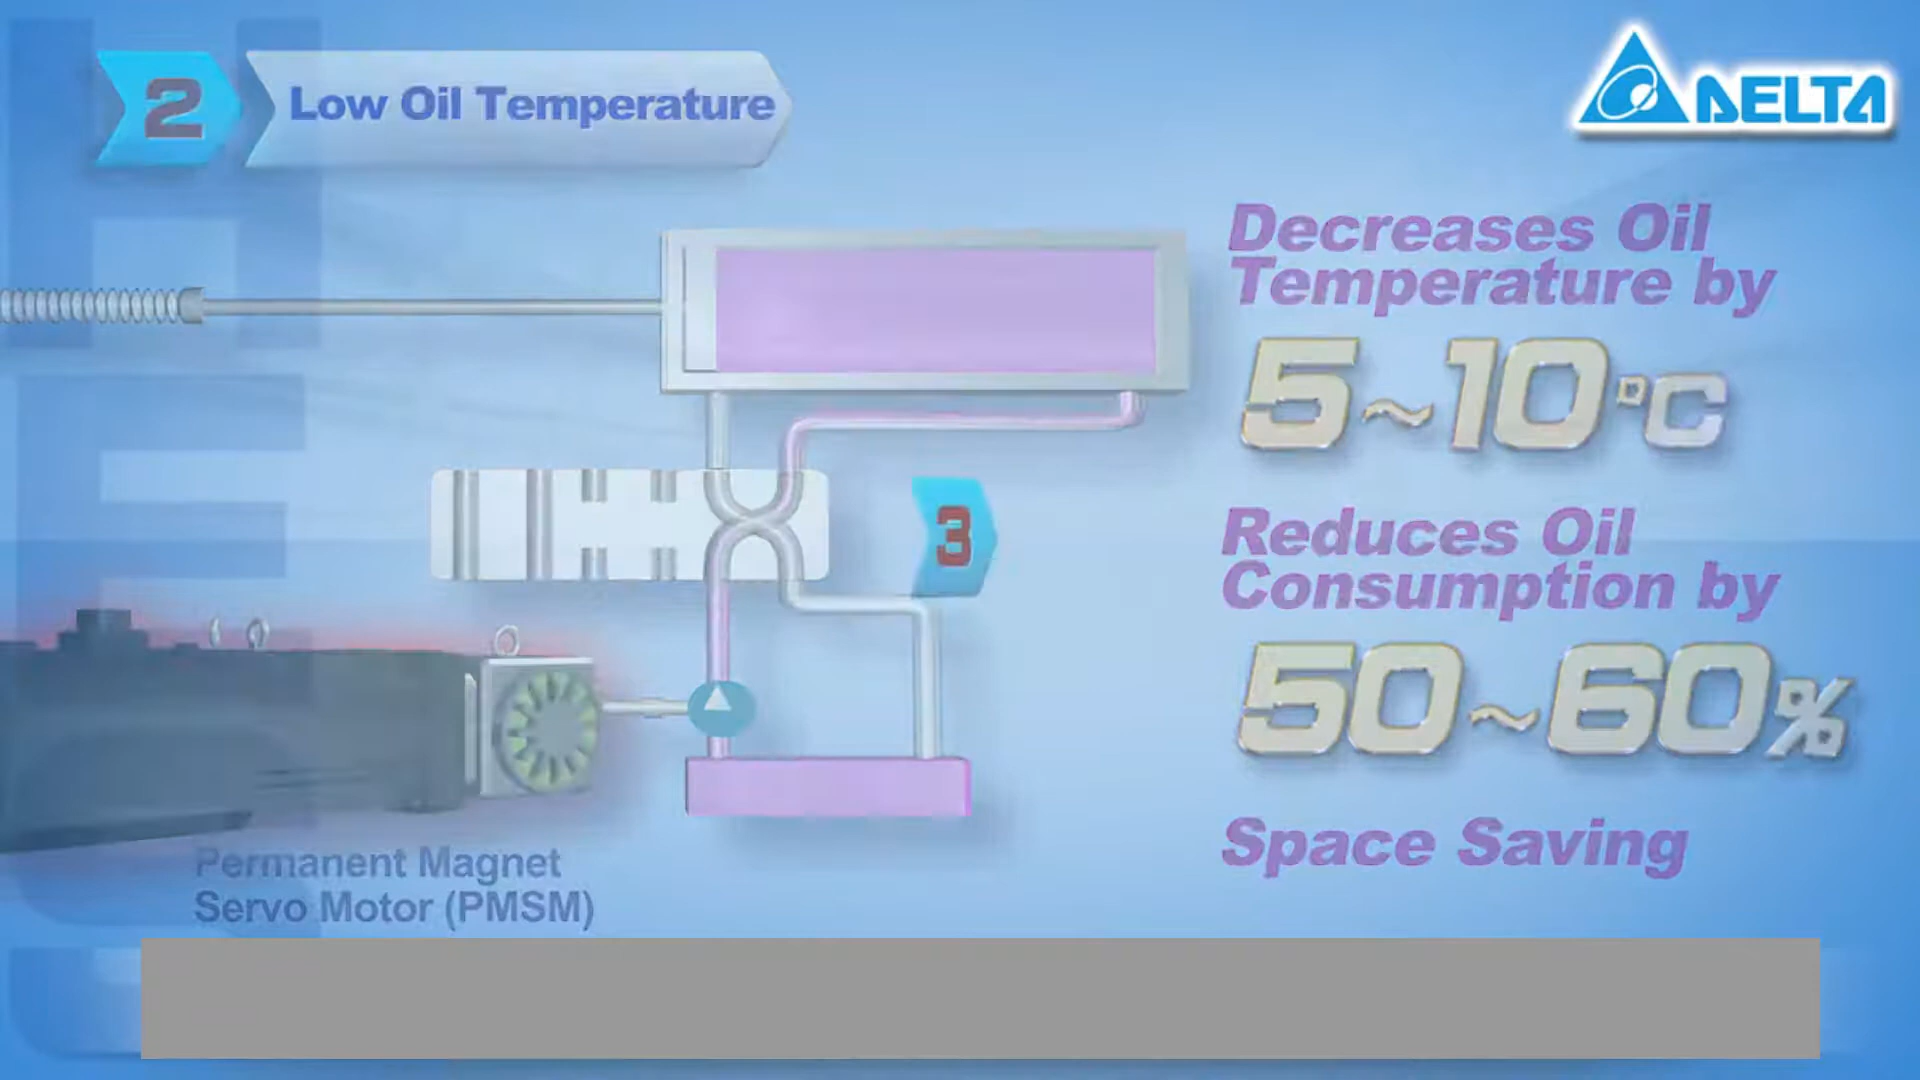 2
Low Oil Temperature
DELTA
Decreases Oil
Temperature by
5~10°C
3
Reduces Oil
Consumption by
50~60%
Space Saving
Permanent Magnet
Servo Motor (PMSM)